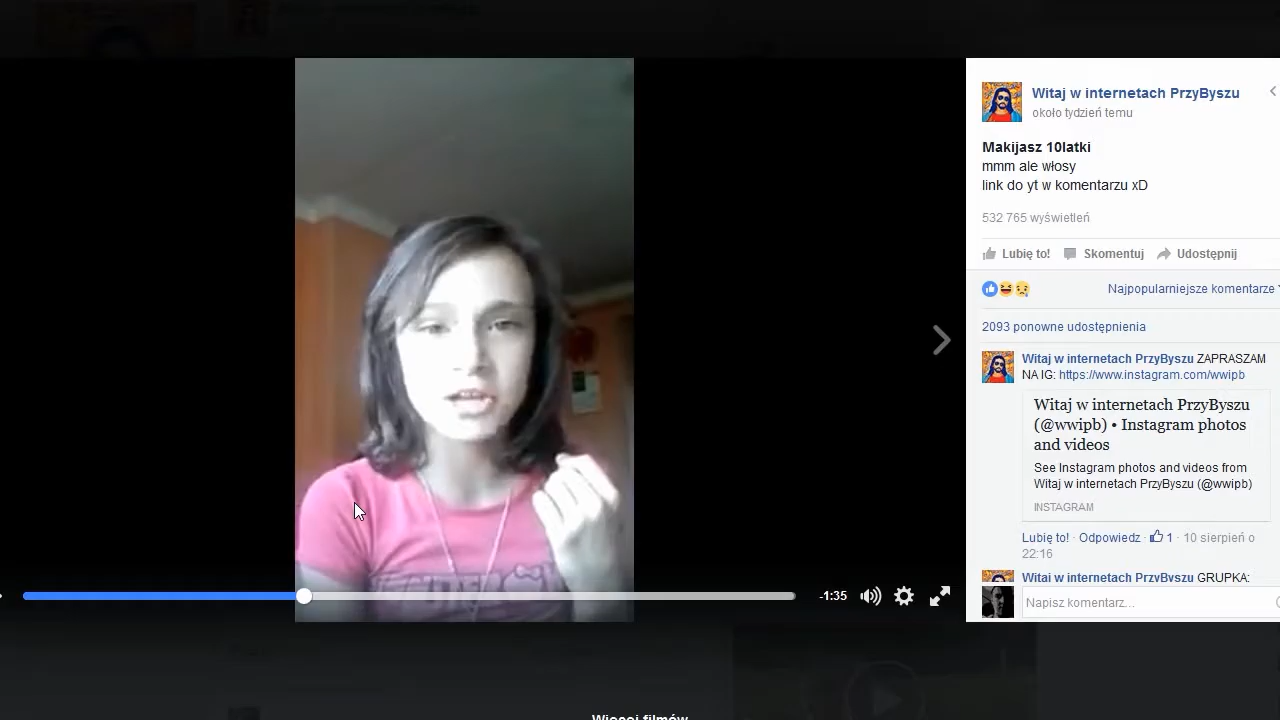 Witaj w internetach PrzyByszu
około tydzień temu
Makijasz 10latki
mmm ale włosy
link do yt w komentarzu xD
532 765 wyświetleń
Lubię to! Skomentuj Udostępnij
Najpopularniejsze komentarze
2093 ponowne udostępnienia
Witaj w internetach PrzyByszu ZAPRASZAM
NA IG: https://www.instagram.com/wwipb
Witaj w internetach PrzyByszu
(@wwipb) • Instagram photos
and videos
See Instagram photos and videos from
Witaj w internetach PrzyByszu (@wwipb)
INSTAGRAM
Lubię to! · Odpowiedz · 1 · 10 sierpień o
22:16
Witaj w internetach PrzyByszu GRUPKA:
Napisz komentarz...
-1:35
Więcej filmów